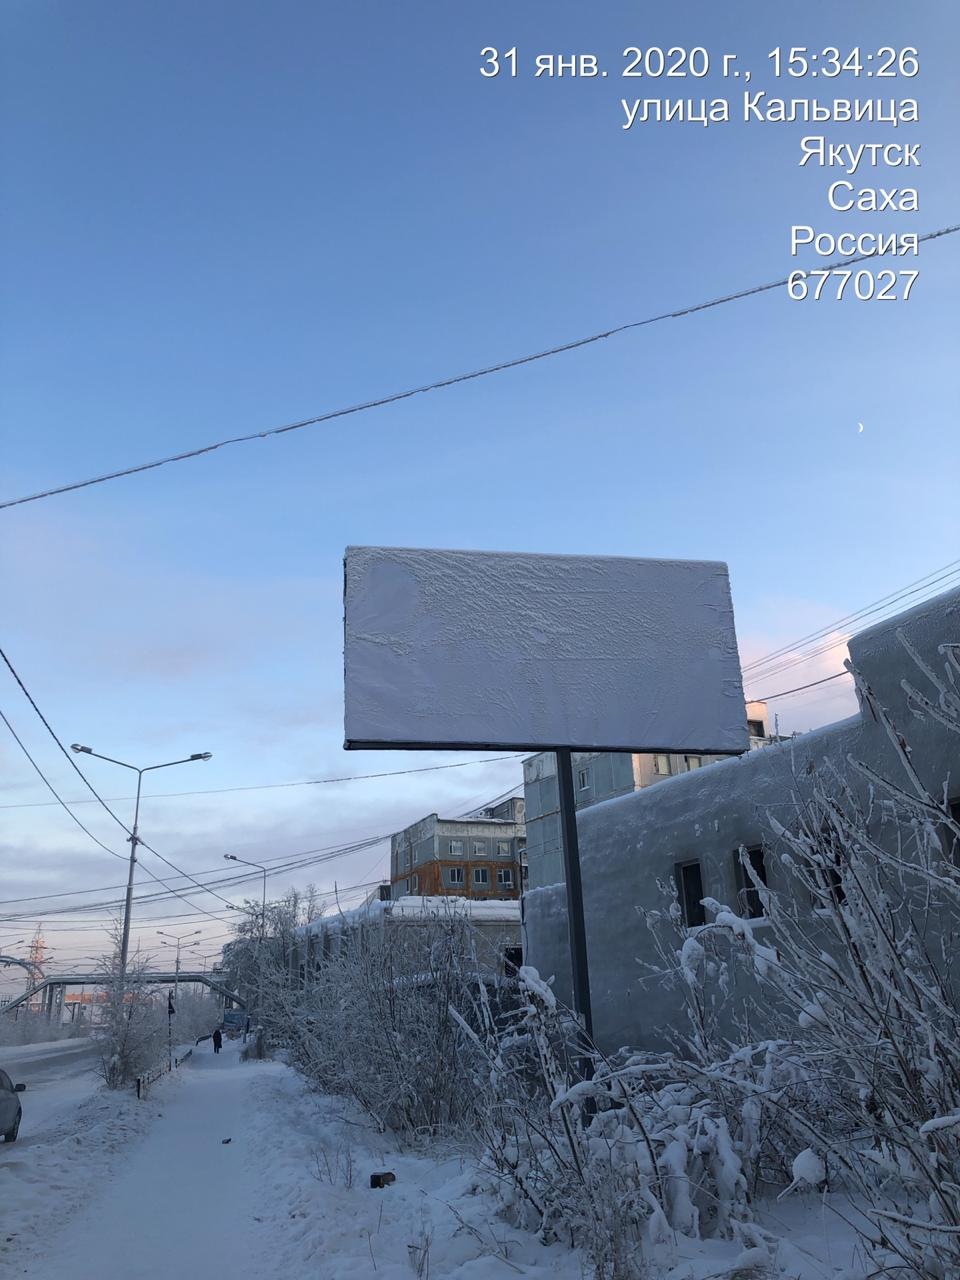 31 янв. 2020 г., 15:34:26
улица Кальвица
Якутск
Саха
Россия
677027